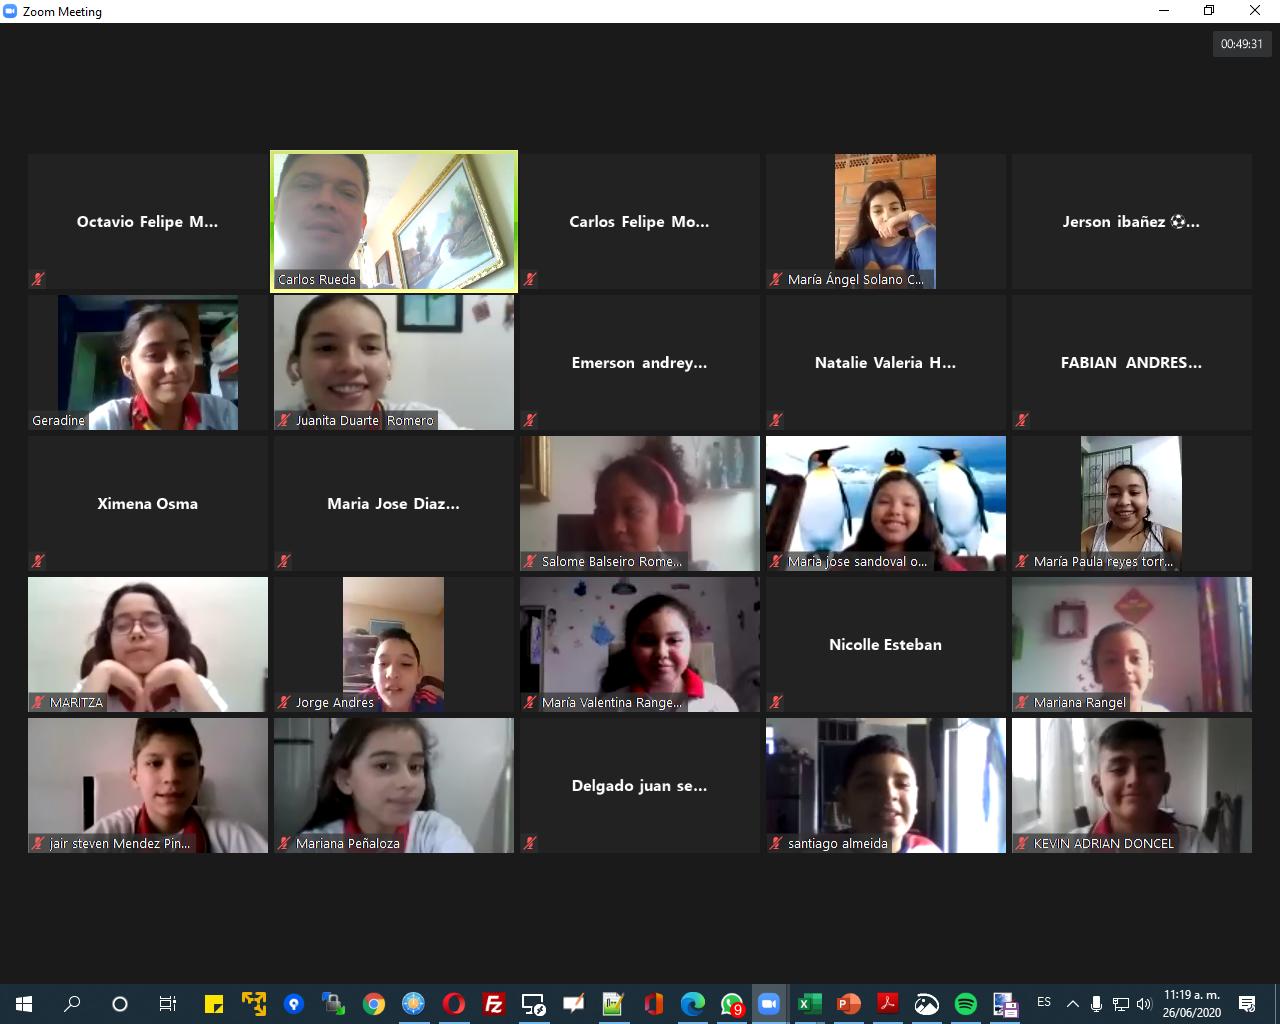 Zoom Meeting
00:49:31
Octavio Felipe M...
Carlos Rueda
Carlos Felipe Mo...
María Ángel Solano C...
Jerson ibañez ⚽...
Geradine
Juanita Duarte Romero
Emerson andrey...
Natalie Valeria H...
FABIAN ANDRES...
Ximena Osma
Maria Jose Diaz...
Salome Balseiro Rome...
Maria jose sandoval o...
María Paula reyes torr...
MARITZA
Jorge Andres
María Valentina Range...
Nicolle Esteban
Mariana Rangel
jair steven Mendez Pin...
Mariana Peñaloza
Delgado juan se...
santiago almeida
KEVIN ADRIAN DONCEL
9
ES
11:19 a. m.
26/06/2020